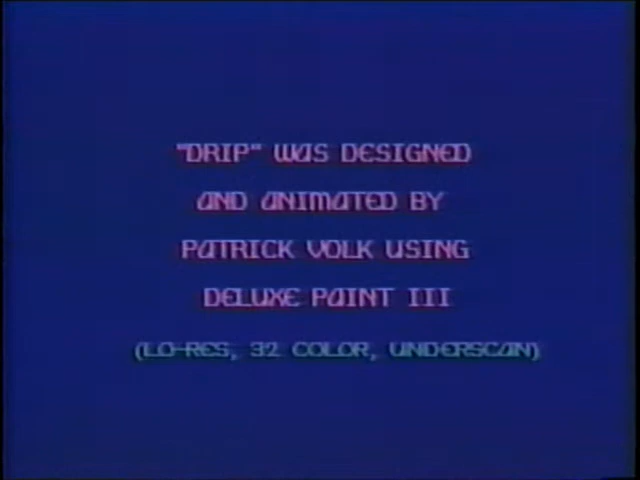 "DRIP" WAS DESIGNED
AND ANIMATED BY
PATRICK VOLK USING
DELUXE PAINT III
(LO-RES, 32 COLOR, UNDERSCAN)